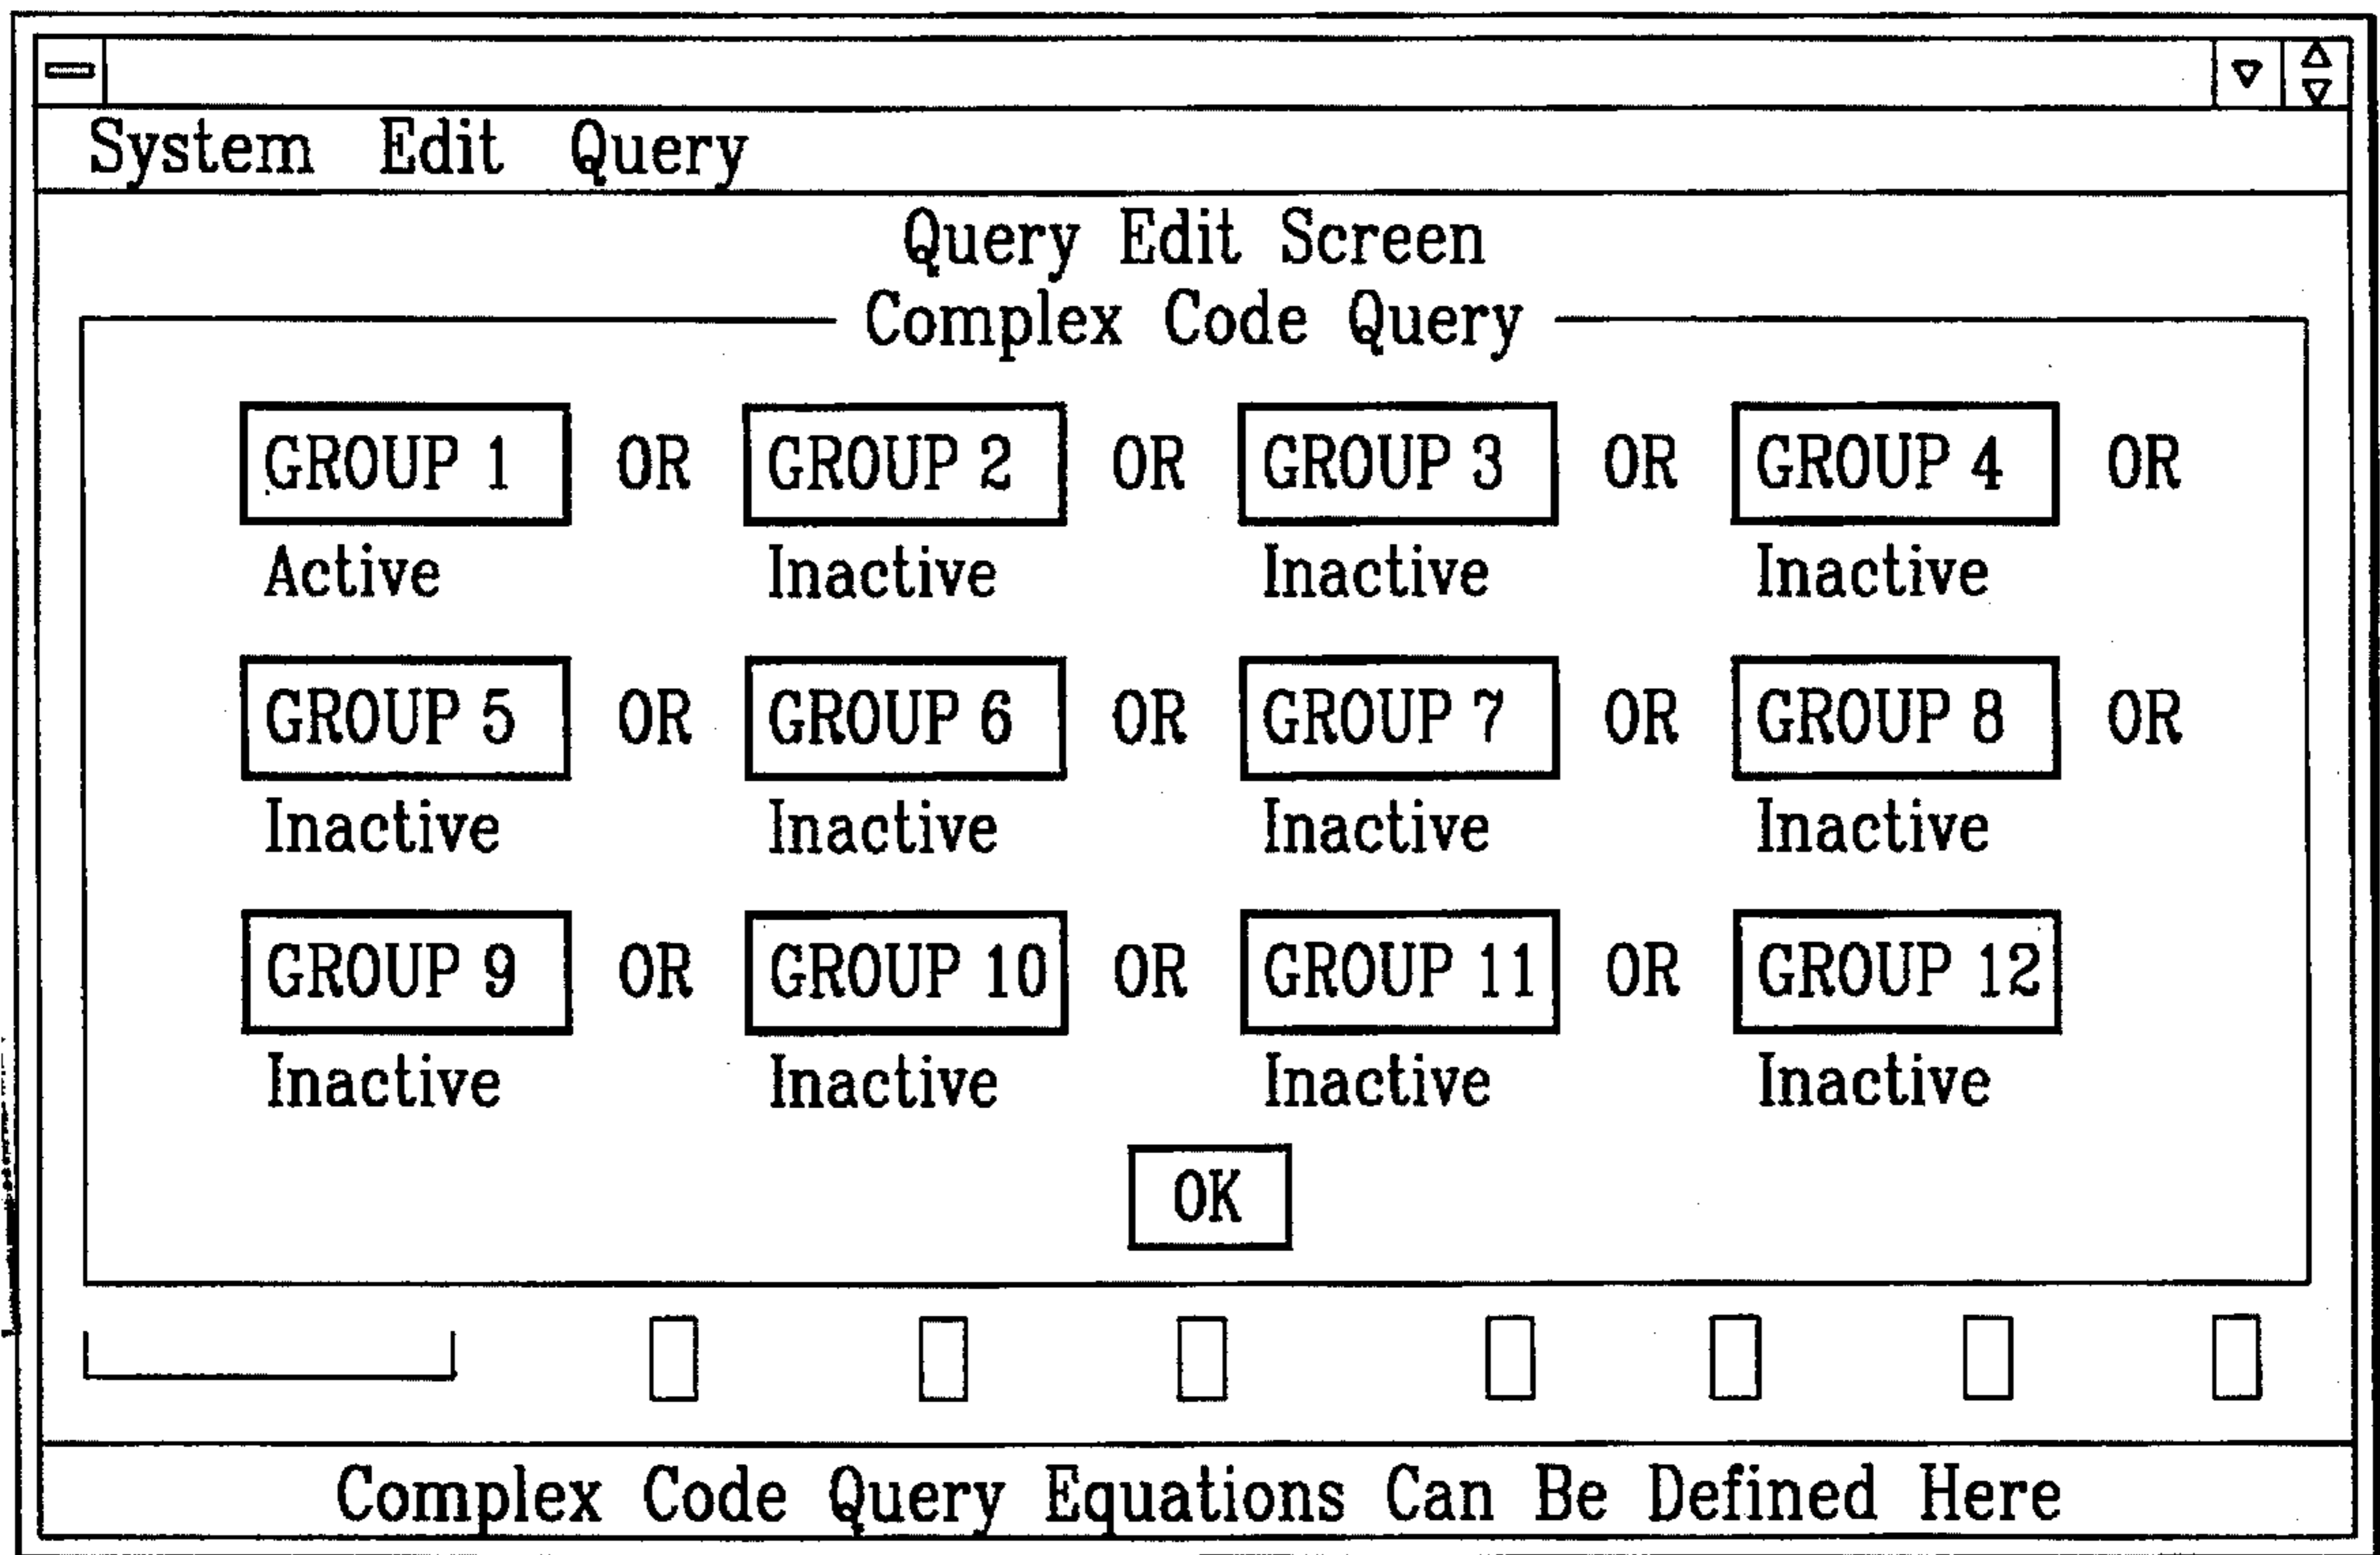 System Edit Query
Query Edit Screen
Complex Code Query
GROUP 1 OR GROUP 2 OR GROUP 3 OR GROUP 4 OR
Active Inactive Inactive Inactive
GROUP 5 OR GROUP 6 OR GROUP 7 OR GROUP 8 OR
Inactive Inactive Inactive Inactive
GROUP 9 OR GROUP 10 OR GROUP 11 OR GROUP 12
Inactive Inactive Inactive Inactive
OK
Complex Code Query Equations Can Be Defined Here